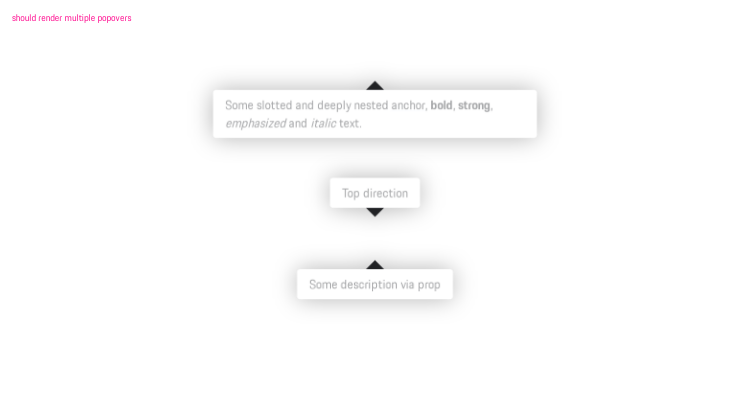 should render multiple popovers
Some slotted and deeply nested anchor, bold, strong,
emphasized and italic text.
Top direction
Some description via prop